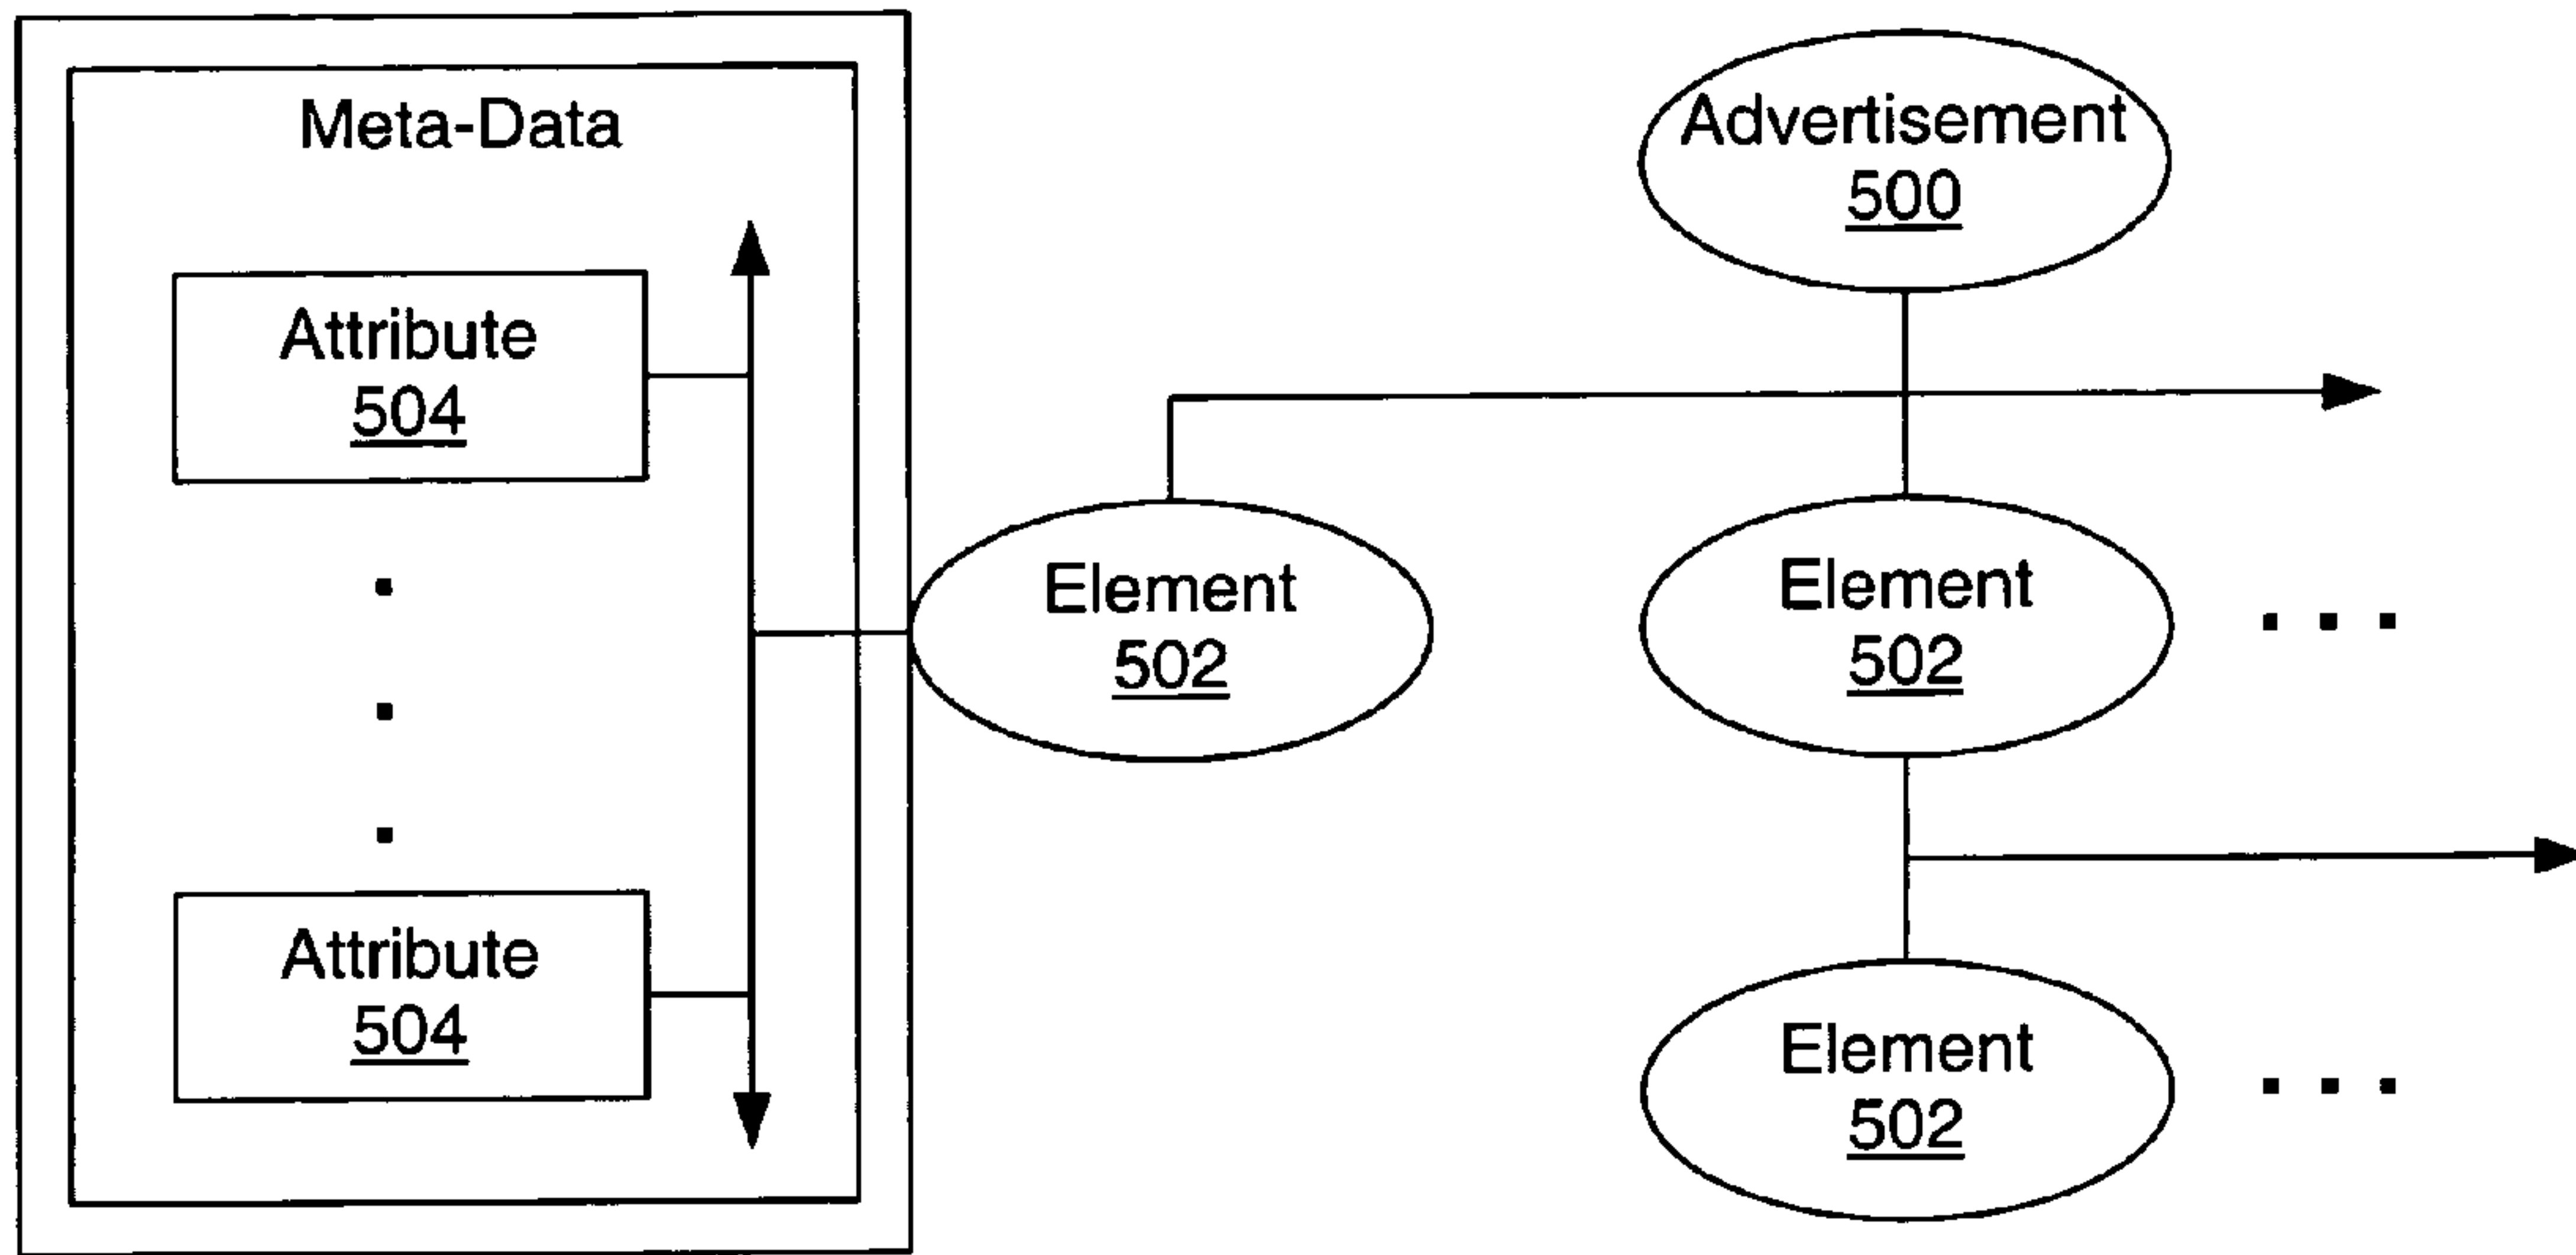 Meta-Data
Attribute
504
Attribute
504
Advertisement
500
Element
502
Element
502
Element
502